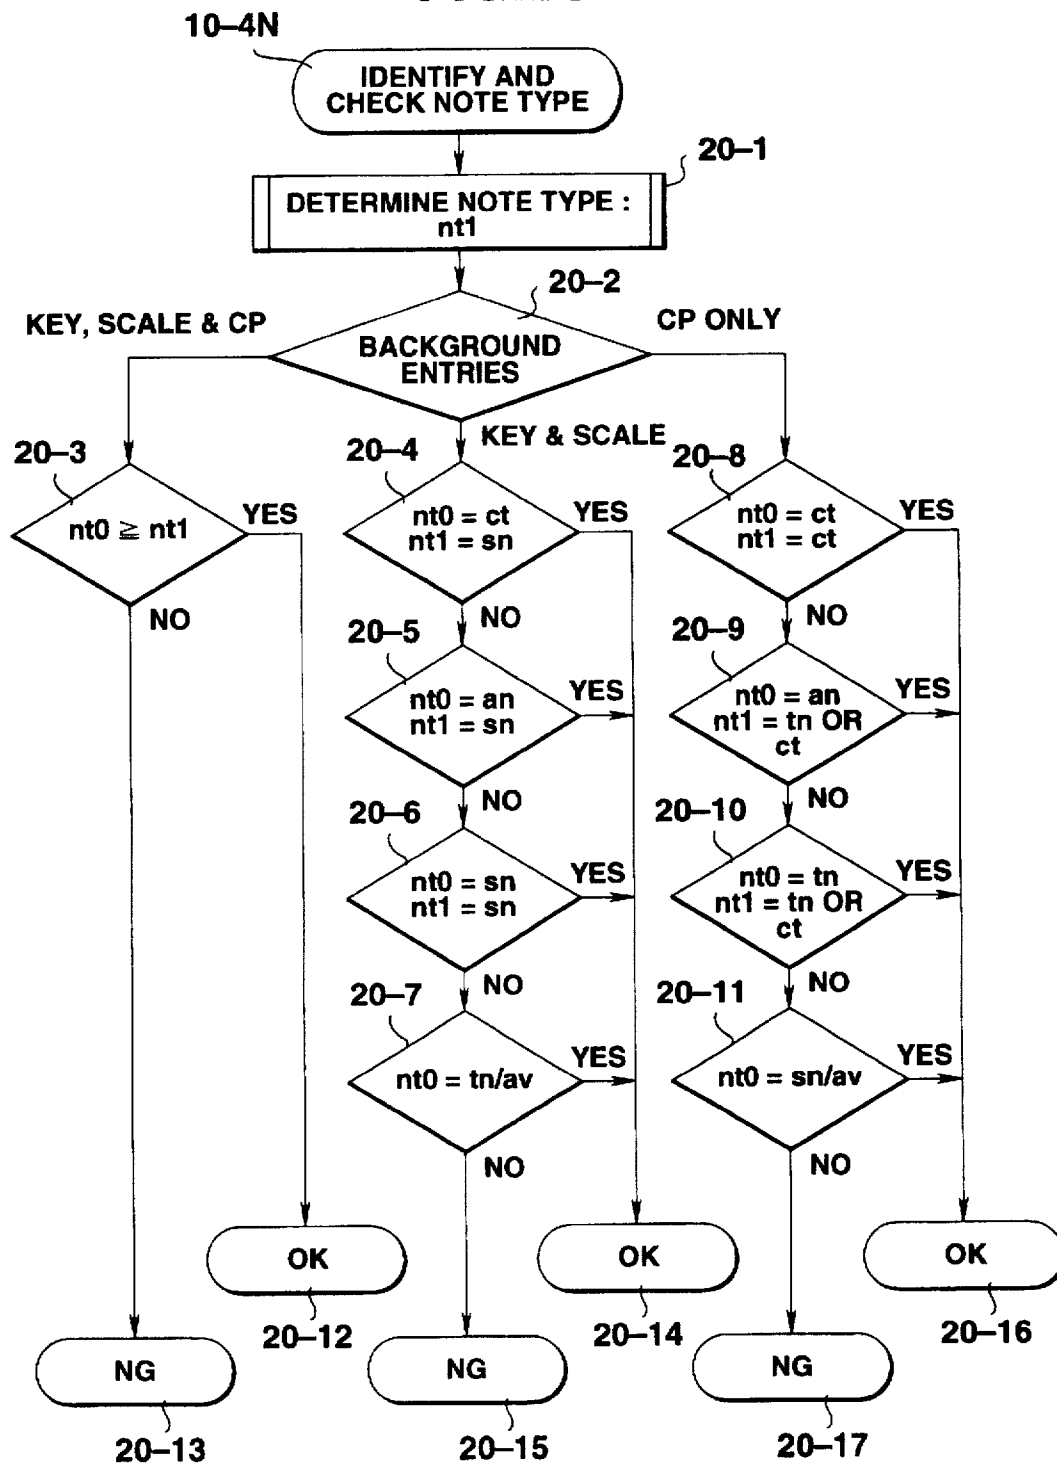 10–4N
IDENTIFY AND
CHECK NOTE TYPE
20–1
DETERMINE NOTE TYPE :
nt1
20–2
KEY, SCALE & CP
CP ONLY
BACKGROUND
ENTRIES
KEY & SCALE
20–3
nt0 ≧ nt1
YES
NO
20–4
nt0 = ct
nt1 = sn
YES
NO
20–5
nt0 = an
nt1 = sn
YES
NO
20–6
nt0 = sn
nt1 = sn
YES
NO
20–7
nt0 = tn/av
YES
NO
20–8
nt0 = ct
nt1 = ct
YES
NO
20–9
nt0 = an
nt1 = tn OR
ct
YES
NO
20–10
nt0 = tn
nt1 = tn OR
ct
YES
NO
20–11
nt0 = sn/av
YES
NO
OK
20–12
OK
20–14
OK
20–16
NG
20–13
NG
20–15
NG
20–17